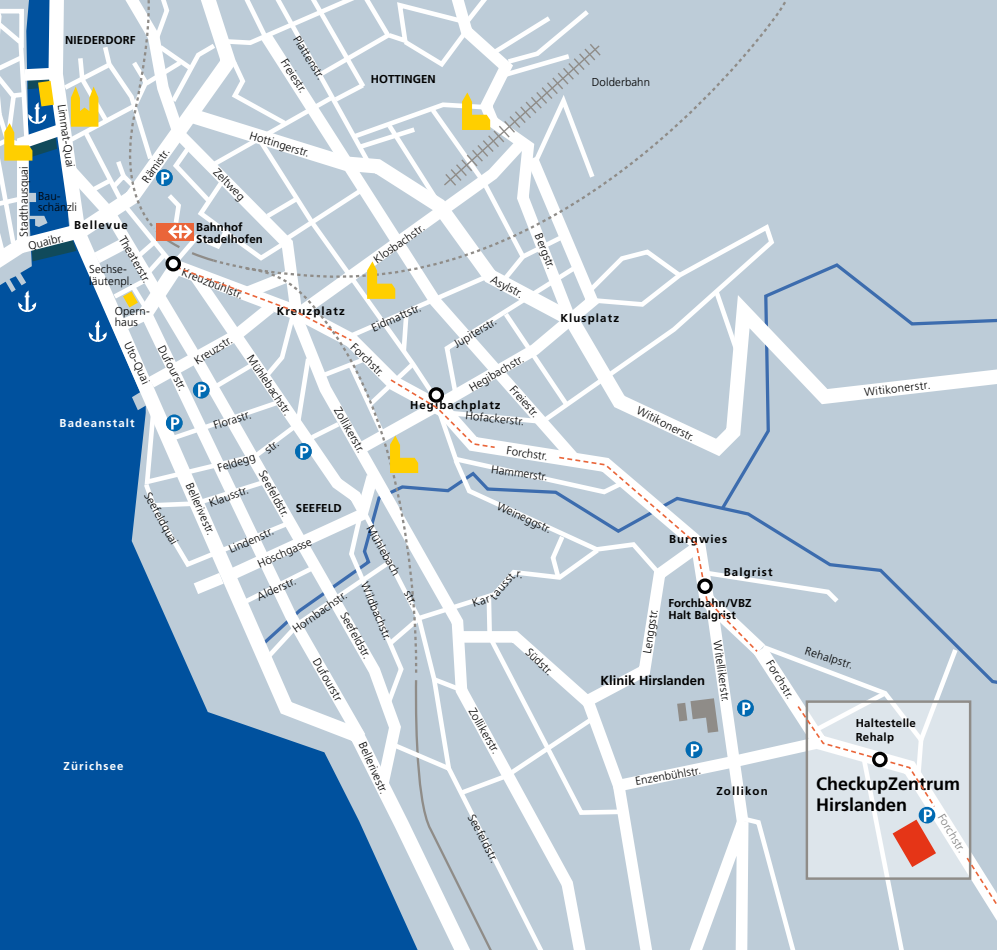 NIEDERDORF
Plattenstr.
Freiestr.
HOTTINGEN
Dolderbahn
Limmat-Quai
Hottingerstr.
Rämistr.
P
Zeltweg
Stadthausquai
Bau-
schänzli
Bellevue
Quaibr.
Bahnhof
Stadelhofen
Theaterstr.
Klosbachstr.
Bergstr.
Sechse-
läutenpl.
Kreuzbühlstr.
Asylstr.
Opern-
haus
Kreuzplatz
Eidmattstr.
Klusplatz
Jupiterstr.
Uto-Quai
Dufourstr.
Kreuzstr.
Forchstr.
Mühlebachstr.
Hegibachstr.
P
Freiestr.
Witikonerstr.
Hegibachplatz
Badeanstalt
P
Florastr.
Zollikerstr.
Hofackerstr.
Witikonerstr.
Feldegg
str.
P
Forchstr.
Hammerstr.
Seefeldquai
Bellerivestr.
Klausstr.
Seefeldstr.
SEEFELD
Weineggstr.
Lindenstr.
Höschgasse
Mühlebach
str.
Burgwies
Balgrist
Alderstr.
Hornbachstr.
Wildbachstr.
Kartausstr.
Forchbahn/VBZ
Halt Balgrist
Seefeldstr.
Lenggstr.
Witellikerstr.
Rehalpstr.
Dufourstr.
Südstr.
Forchstr.
Klinik Hirslanden
P
Zollikerstr.
Haltestelle
Rehalp
P
Zürichsee
Bellerivestr.
Enzenbühlstr.
Zollikon
CheckupZentrum
Hirslanden
P
Forchstr.
Seefeldstr.